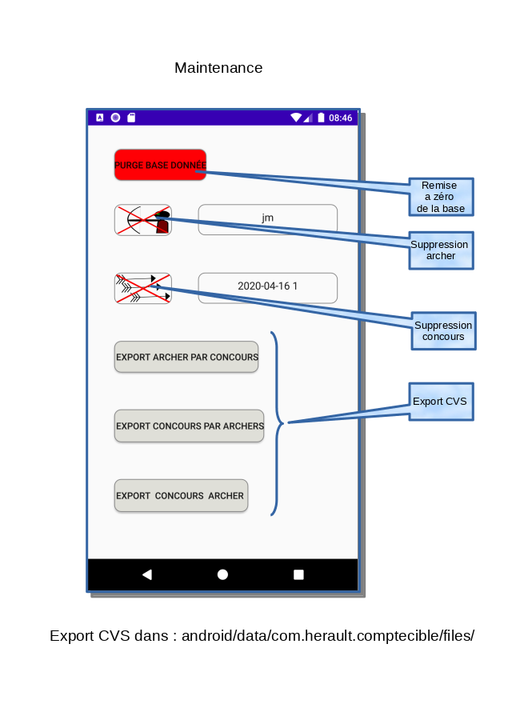 Maintenance
08:46
PURGE BASE DONNÉE
Remise
a zéro
de la base
jm
Suppression
archer
2020-04-16 1
Suppression
concours
EXPORT ARCHER PAR CONCOURS
Export CVS
EXPORT CONCOURS PAR ARCHERS
EXPORT CONCOURS ARCHER
Export CVS dans : android/data/com.herault.comptecible/files/